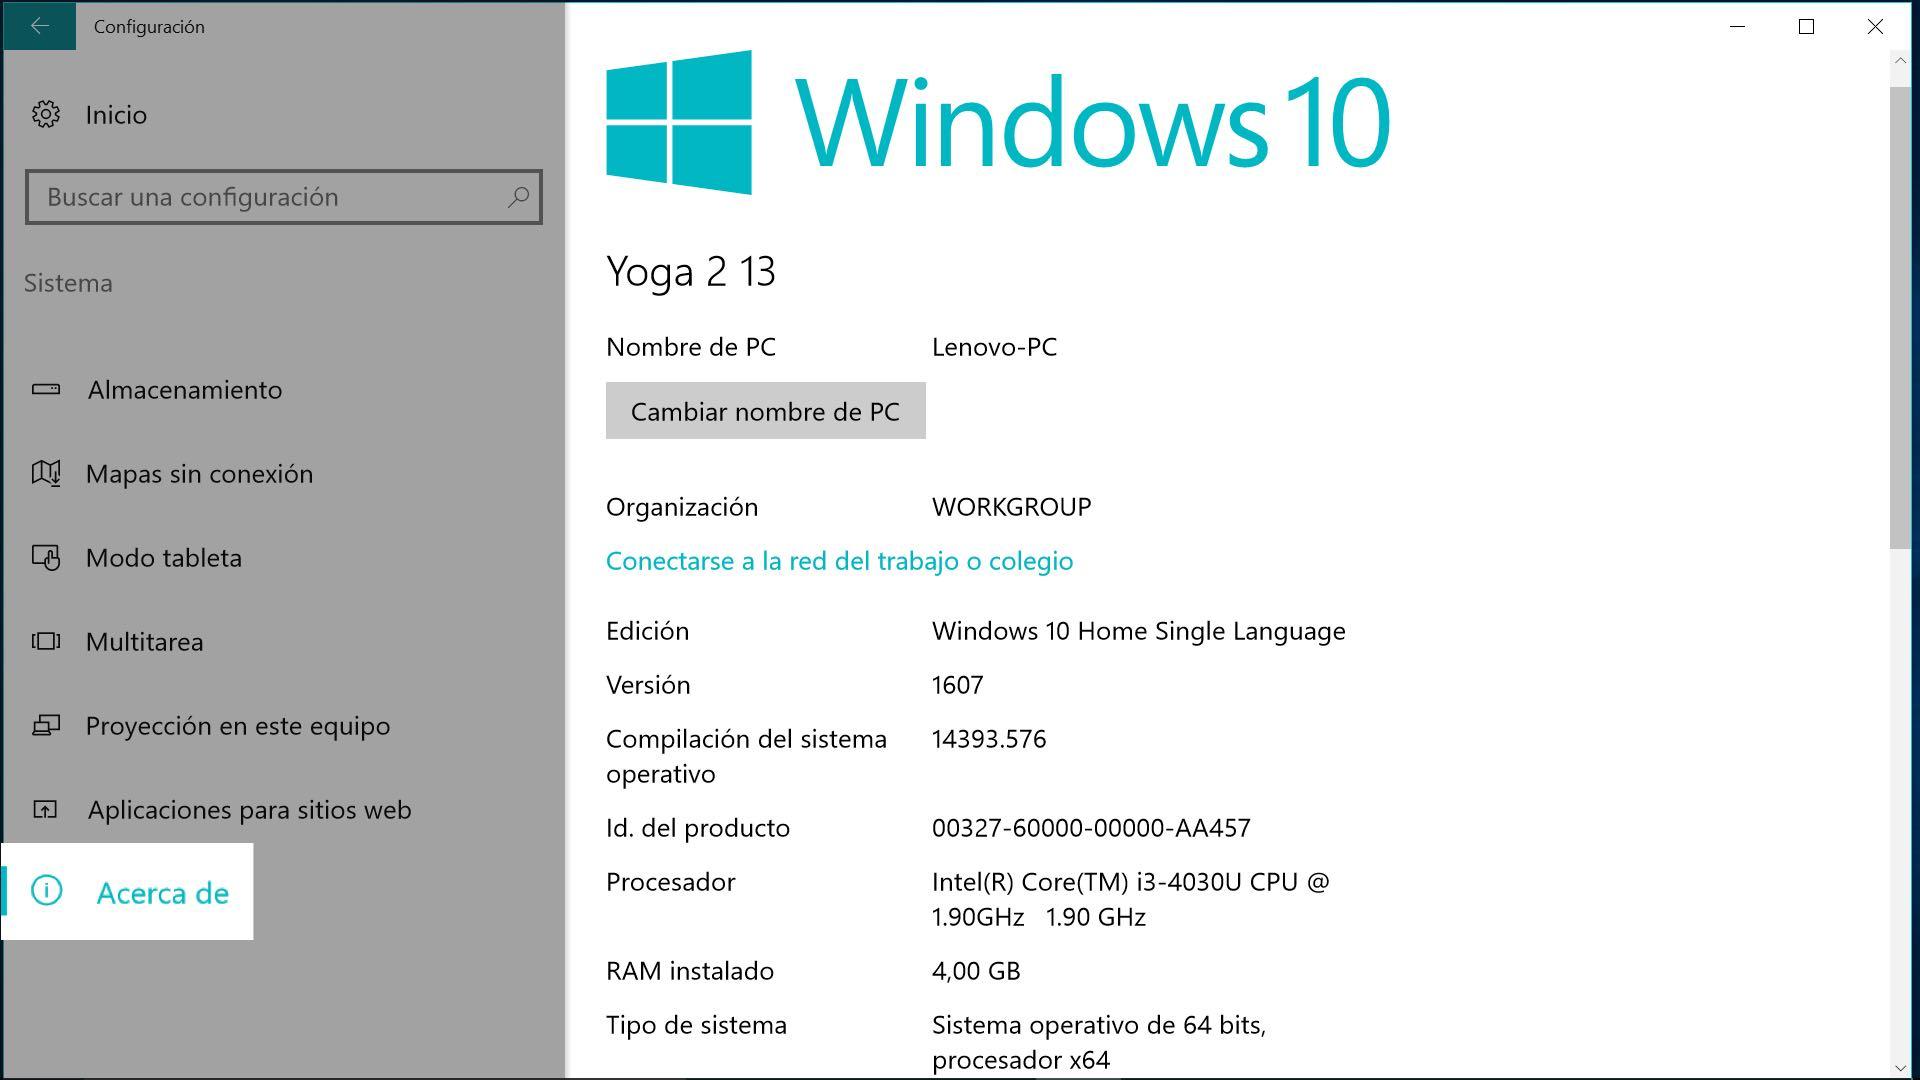 Configuración
Inicio
Buscar una configuración
Sistema
Almacenamiento
Mapas sin conexión
Modo tableta
Multitarea
Proyección en este equipo
Aplicaciones para sitios web
Acerca de
Windows 10
Yoga 2 13
Nombre de PC Lenovo-PC
Cambiar nombre de PC
Organización WORKGROUP
Conectarse a la red del trabajo o colegio
Edición Windows 10 Home Single Language
Versión 1607
Compilación del sistema 14393.576
operativo
Id. del producto 00327-60000-00000-AA457
Procesador Intel(R) Core(TM) i3-4030U CPU @
1.90GHz 1.90 GHz
RAM instalado 4,00 GB
Tipo de sistema Sistema operativo de 64 bits,
procesador x64